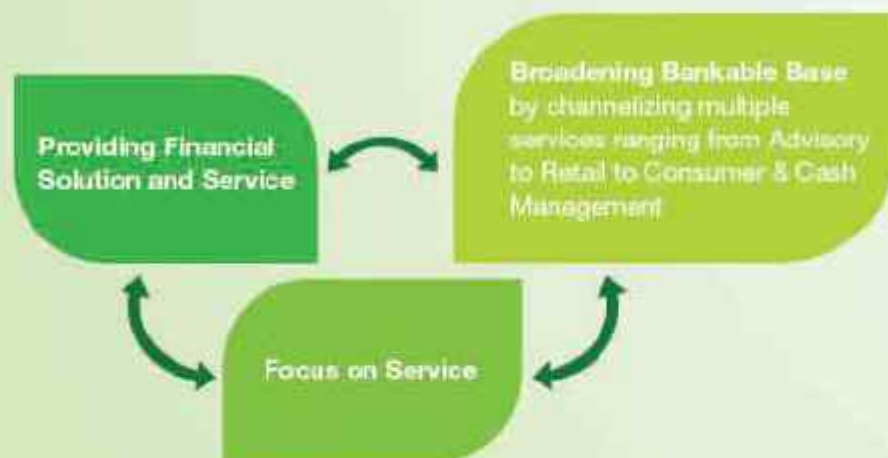 Providing Financial
Solution and Service
Broadening Bankable Base
by channelizing multiple
services ranging from Advisory
to Retail to Consumer & Cash
Management
Focus on Service